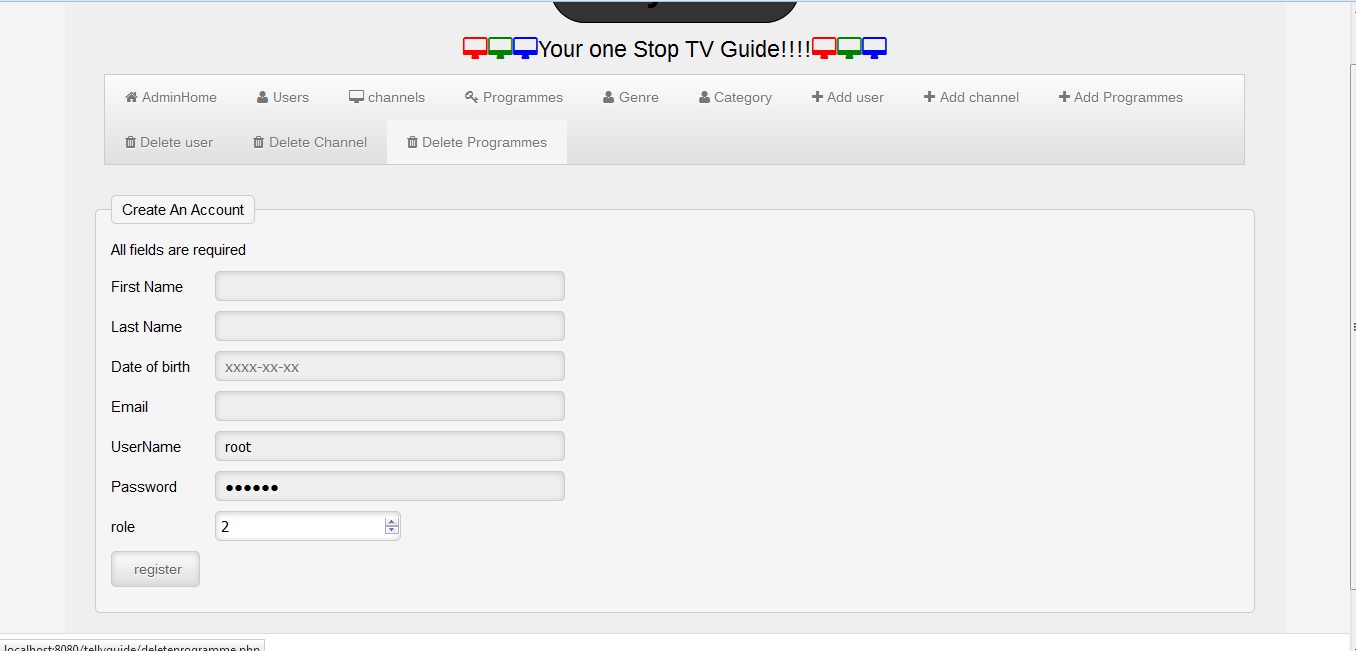 Your one Stop TV Guide!!!!
AdminHome Users channels Programmes Genre Category Add user Add channel Add Programmes
Delete user Delete Channel Delete Programmes
Create An Account
All fields are required
First Name
Last Name
Date of birth xxxx-xx-xx
Email
UserName root
Password ••••••
role 2
register
localhost:8080/tellyguide/deleteprogramme.php